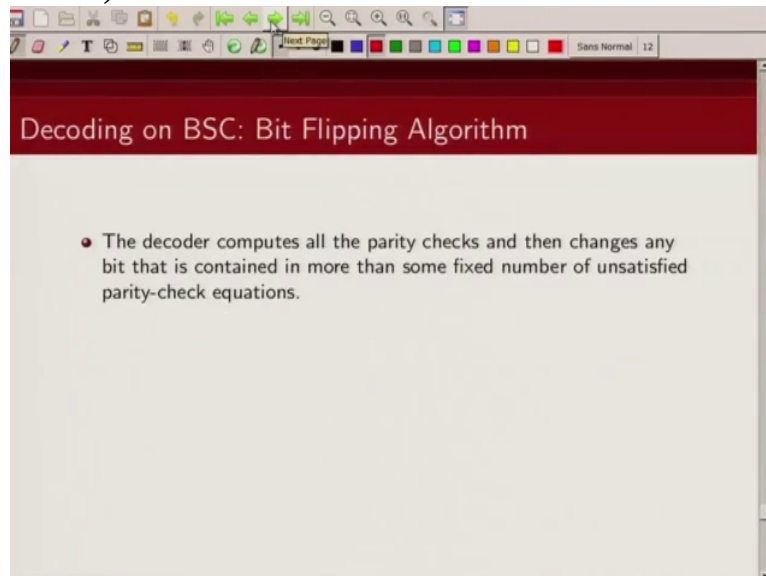 Next Page
Sans Normal 12
Decoding on BSC: Bit Flipping Algorithm
The decoder computes all the parity checks and then changes any
bit that is contained in more than some fixed number of unsatisfied
parity-check equations.